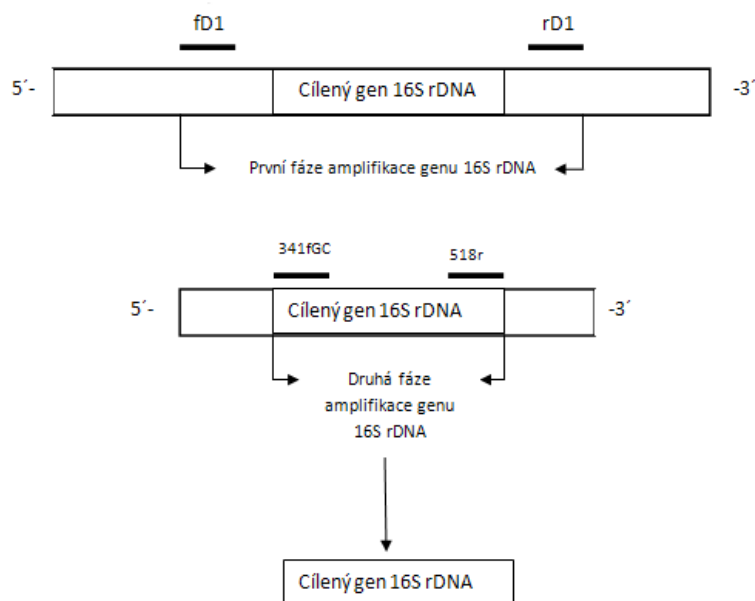 fD1 rD1
5´- Cílený gen 16S rDNA -3´
První fáze amplifikace genu 16S rDNA
341fGC 518r
5´- Cílený gen 16S rDNA -3´
Druhá fáze
amplifikace genu
16S rDNA
Cílený gen 16S rDNA